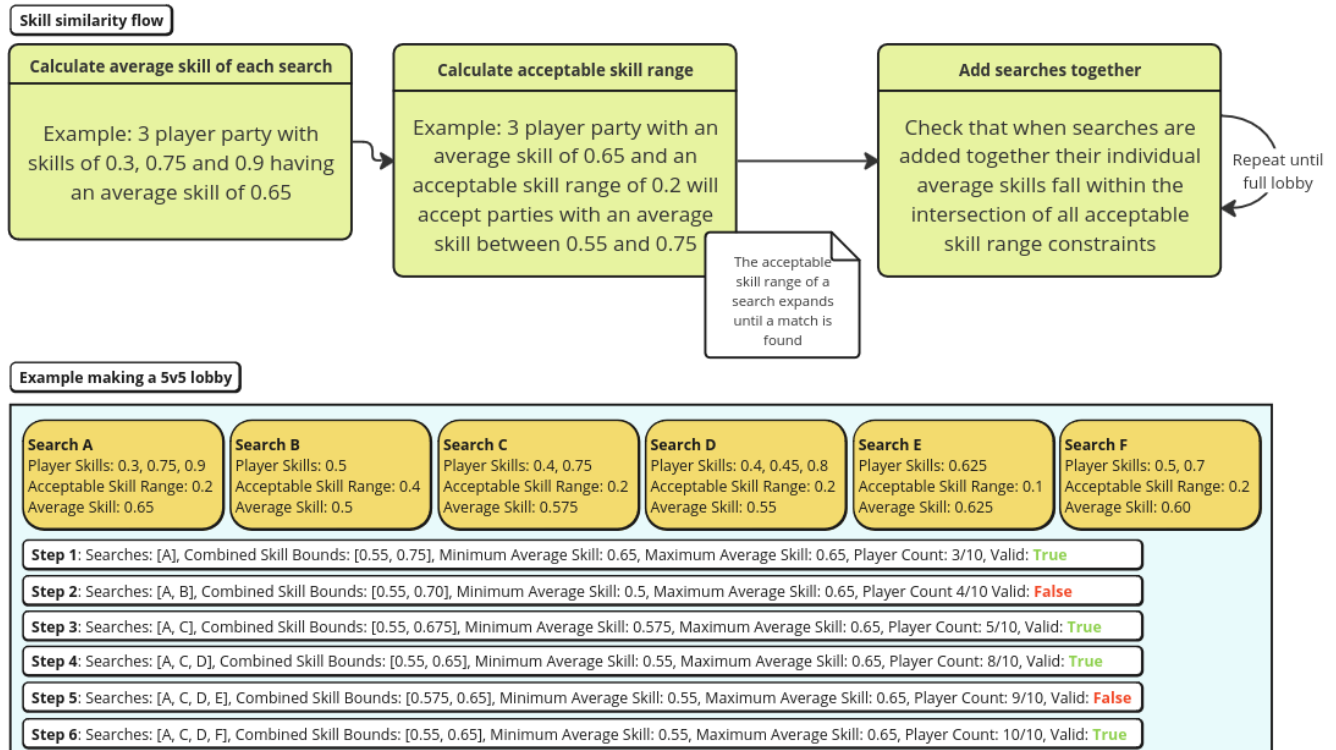 Skill similarity flow
Calculate average skill of each search
Example: 3 player party with
skills of 0.3, 0.75 and 0.9 having
an average skill of 0.65
Calculate acceptable skill range
Example: 3 player party with an
average skill of 0.65 and an
acceptable skill range of 0.2 will
accept parties with an average
skill between 0.55 and 0.75
The acceptable
skill range of a
search expands
until a match is
found
Add searches together
Check that when searches are
added together their individual
average skills fall within the
intersection of all acceptable
skill range constraints
Repeat until
full lobby
Example making a 5v5 lobby
Search A
Player Skills: 0.3, 0.75, 0.9
Acceptable Skill Range: 0.2
Average Skill: 0.65
Search B
Player Skills: 0.5
Acceptable Skill Range: 0.4
Average Skill: 0.5
Search C
Player Skills: 0.4, 0.75
Acceptable Skill Range: 0.2
Average Skill: 0.575
Search D
Player Skills: 0.4, 0.45, 0.8
Acceptable Skill Range: 0.2
Average Skill: 0.55
Search E
Player Skills: 0.625
Acceptable Skill Range: 0.1
Average Skill: 0.625
Search F
Player Skills: 0.5, 0.7
Acceptable Skill Range: 0.2
Average Skill: 0.60
Step 1: Searches: [A], Combined Skill Bounds: [0.55, 0.75], Minimum Average Skill: 0.65, Maximum Average Skill: 0.65, Player Count: 3/10, Valid: True
Step 2: Searches: [A, B], Combined Skill Bounds: [0.55, 0.70], Minimum Average Skill: 0.5, Maximum Average Skill: 0.65, Player Count 4/10 Valid: False
Step 3: Searches: [A, C], Combined Skill Bounds: [0.55, 0.675], Minimum Average Skill: 0.575, Maximum Average Skill: 0.65, Player Count: 5/10, Valid: True
Step 4: Searches: [A, C, D], Combined Skill Bounds: [0.55, 0.65], Minimum Average Skill: 0.55, Maximum Average Skill: 0.65, Player Count: 8/10, Valid: True
Step 5: Searches: [A, C, D, E], Combined Skill Bounds: [0.575, 0.65], Minimum Average Skill: 0.55, Maximum Average Skill: 0.65, Player Count: 9/10, Valid: False
Step 6: Searches: [A, C, D, F], Combined Skill Bounds: [0.55, 0.65], Minimum Average Skill: 0.55, Maximum Average Skill: 0.65, Player Count: 10/10, Valid: True